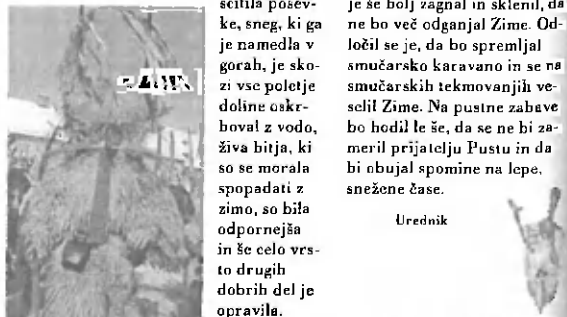 ščitila posev-
ke, sneg, ki ga
je namedla v
gorah, je sko-
zi vse poletje
doline oskr-
boval z vodo,
živa bitja, ki
so se morala
spopadati z
zimo, so bila
odpornejša
in še celo vrs-
to drugih
dobrih del je
opravila.
je še bolj zagnal in sklenil, da
ne bo več odganjal Zime. Od-
ločil se je, da bo spremljal
smučarsko karavano in se na
smučarskih tekmovanjih ve-
selil Zime. Na pustne zabave
bo hodil le še, da se ne bi za-
meril prijatelju Pustu in da
bi obujal spomine na lepe,
snežene čase.
Urednik